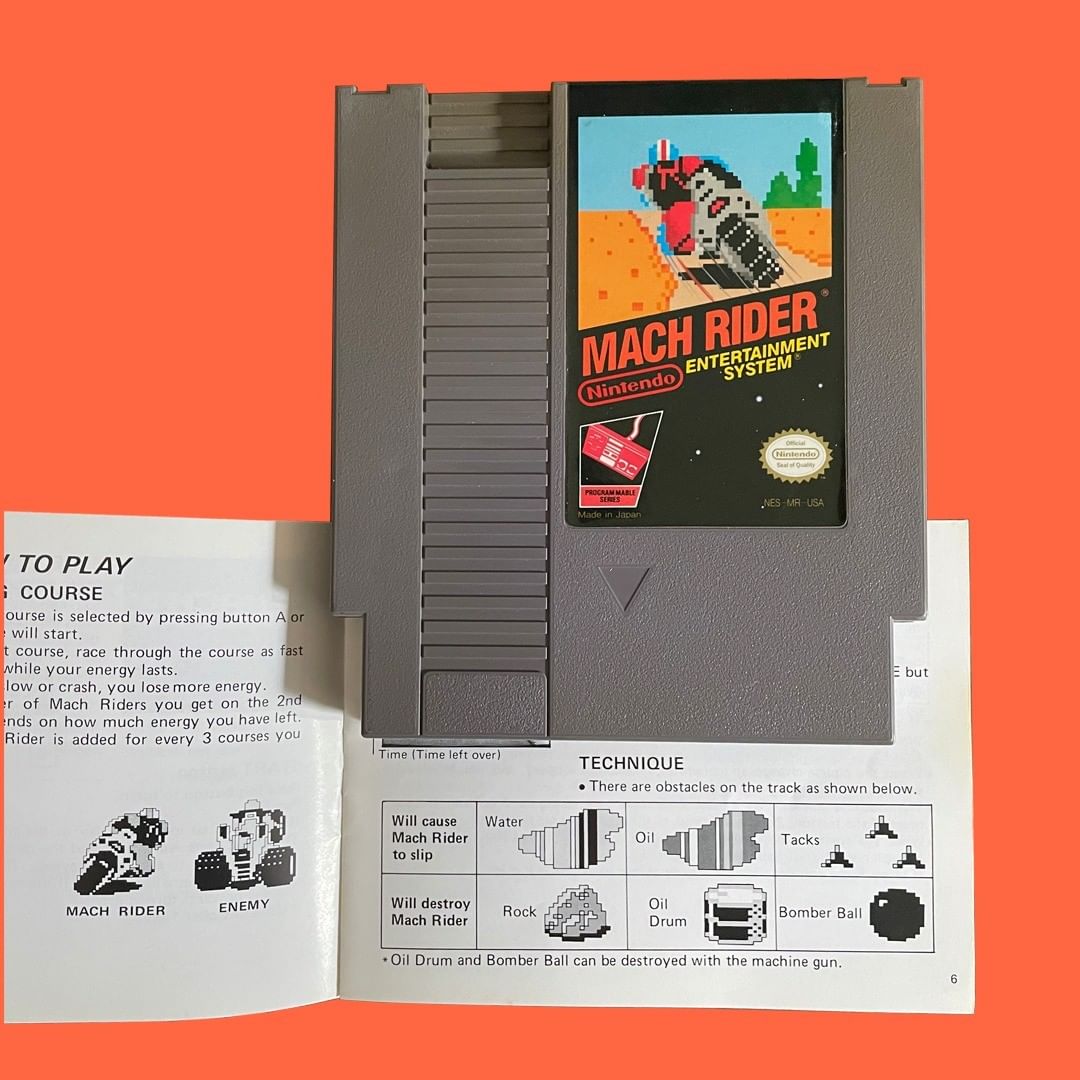 MACH RIDER®
Nintendo
ENTERTAINMENT
SYSTEM®
PROGRAMMABLE
SERIES
Made in Japan
Official
Nintendo
Seal of Quality
NES-MR-USA
TO PLAY
COURSE
ourse is selected by pressing button A or
will start.
t course, race through the course as fast
while your energy lasts.
low or crash, you lose more energy.
er of Mach Riders you get on the 2nd
ends on how much energy you have left.
Rider is added for every 3 courses you
MACH RIDER
ENEMY
E but
Time (Time left over)
TECHNIQUE
• There are obstacles on the track as shown below.
Will cause
Mach Rider
to slip
Water
Oil
Tacks
Will destroy
Mach Rider
Rock
Oil
Drum
Bomber Ball
* Oil Drum and Bomber Ball can be destroyed with the machine gun.
6